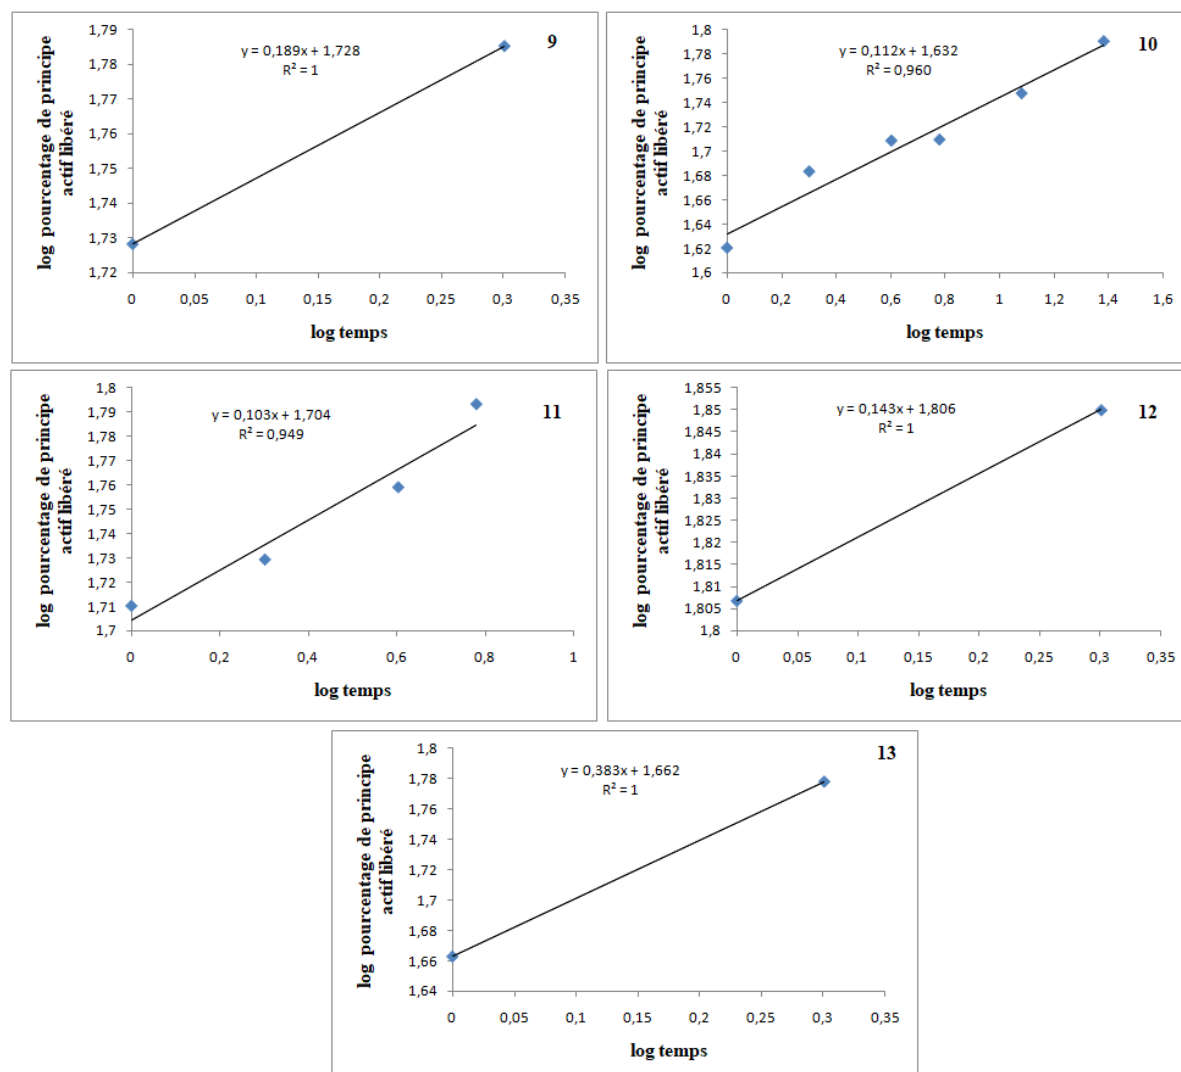 9
y = 0,189x + 1,728
R² = 1
log pourcentage de principe
actif libéré
1,79
1,78
1,77
1,76
1,75
1,74
1,73
1,72
0 0,05 0,1 0,15 0,2 0,25 0,3 0,35
log temps
10
y = 0,112x + 1,632
R² = 0,960
log pourcentage de principe
actif libéré
1,8
1,78
1,76
1,74
1,72
1,7
1,68
1,66
1,64
1,62
1,6
0 0,2 0,4 0,6 0,8 1 1,2 1,4 1,6
log temps
11
y = 0,103x + 1,704
R² = 0,949
log pourcentage de principe
actif libéré
1,8
1,79
1,78
1,77
1,76
1,75
1,74
1,73
1,72
1,71
1,7
0 0,2 0,4 0,6 0,8 1
log temps
12
y = 0,143x + 1,806
R² = 1
log pourcentage de principe
actif libéré
1,855
1,85
1,845
1,84
1,835
1,83
1,825
1,82
1,815
1,81
1,805
1,8
0 0,05 0,1 0,15 0,2 0,25 0,3 0,35
log temps
13
y = 0,383x + 1,662
R² = 1
log pourcentage de principe
actif libéré
1,8
1,78
1,76
1,74
1,72
1,7
1,68
1,66
1,64
0 0,05 0,1 0,15 0,2 0,25 0,3 0,35
log temps